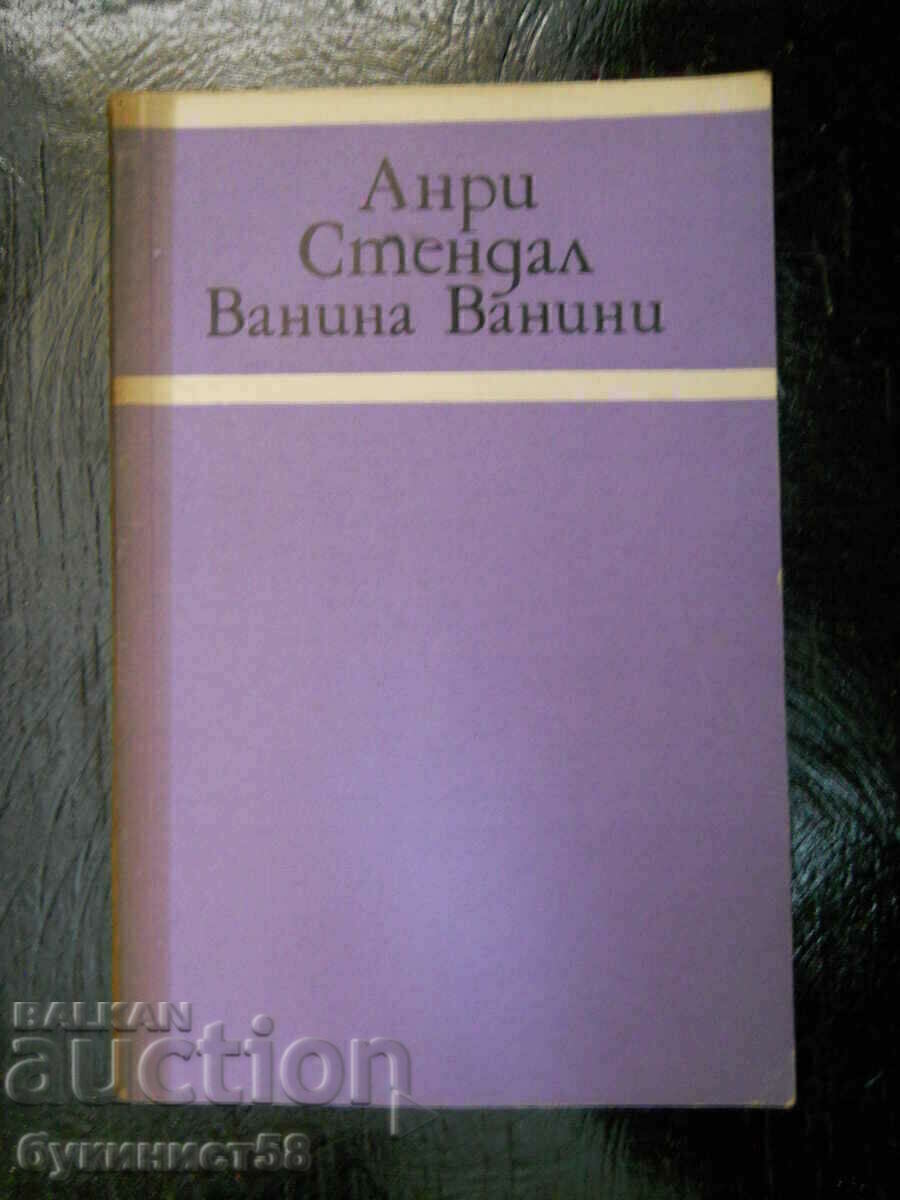 Анри
Стендал
Ванина Ванини
BALKAN
auction
букинист58